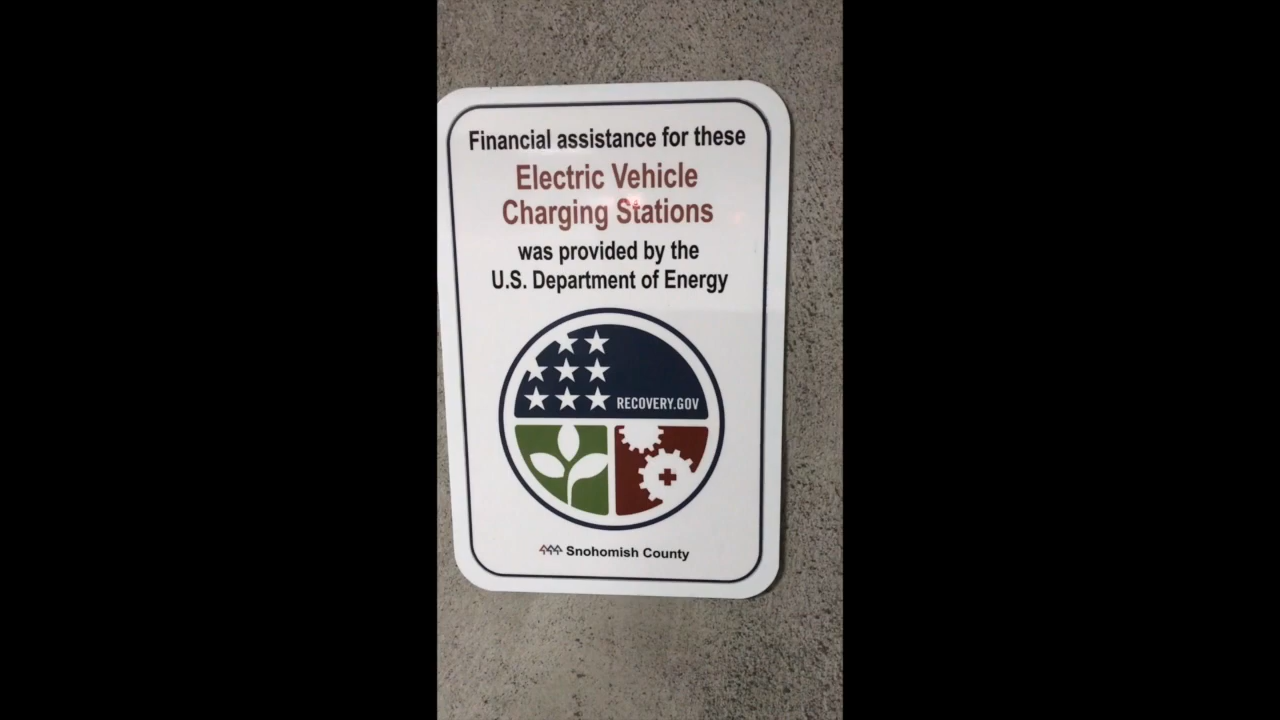 Financial assistance for these
Electric Vehicle
Charging Stations
was provided by the
U.S. Department of Energy
RECOVERY.GOV
Snohomish County